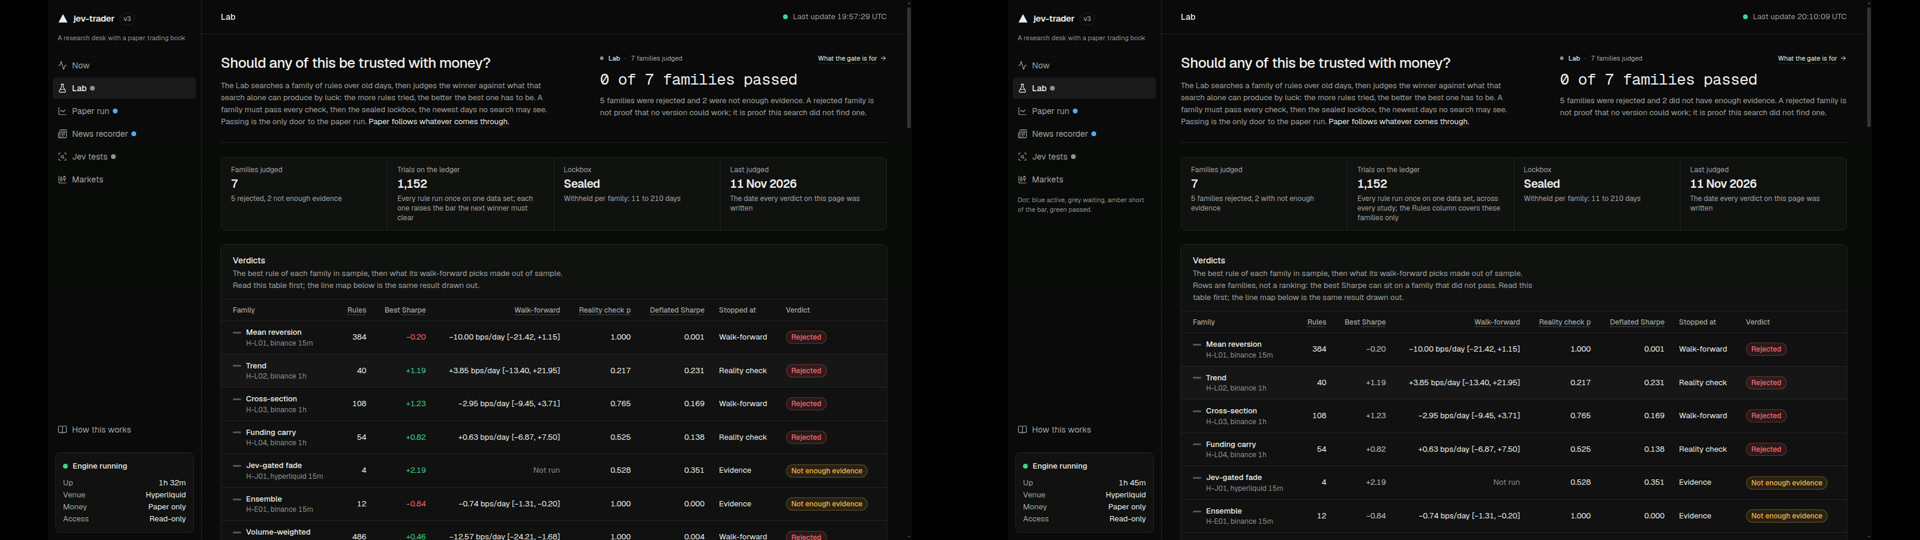 jev-trader v3
A research desk with a paper trading book
Now
Lab
Paper run
News recorder
Jev tests
Markets
How this works
Engine running
Up 1h 32m
Venue Hyperliquid
Money Paper only
Access Read-only
Lab
Last update 19:57:29 UTC
Should any of this be trusted with money?
The Lab searches a family of rules over old days, then judges the winner against what that
search alone can produce by luck: the more rules tried, the better the best one has to be. A
family must pass every check, then the sealed lockbox, the newest days no search may see.
Passing is the only door to the paper run. Paper follows whatever comes through.
Lab · 7 families judged
What the gate is for →
0 of 7 families passed
5 families were rejected and 2 were not enough evidence. A rejected family is
not proof that no version could work; it is proof this search did not find one.
Families judged
7
5 rejected, 2 not enough evidence
Trials on the ledger
1,152
Every rule run once on one data set; each
one raises the bar the next winner must
clear
Lockbox
Sealed
Withheld per family: 11 to 210 days
Last judged
11 Nov 2026
The date every verdict on this page was
written
Verdicts
The best rule of each family in sample, then what its walk-forward picks made out of sample.
Read this table first; the line map below is the same result drawn out.
Family Rules Best Sharpe Walk-forward Reality check p Deflated Sharpe Stopped at Verdict
Mean reversion
H-L01, binance 15m
384 −0.20 −10.00 bps/day [−21.42, +1.15] 1.000 0.001 Walk-forward Rejected
Trend
H-L02, binance 1h
40 +1.19 +3.85 bps/day [−13.40, +21.95] 0.217 0.231 Reality check Rejected
Cross-section
H-L03, binance 1h
108 +1.23 −2.95 bps/day [−9.45, +3.71] 0.765 0.169 Walk-forward Rejected
Funding carry
H-L04, binance 1h
54 +0.82 +0.63 bps/day [−6.87, +7.50] 0.525 0.138 Reality check Rejected
Jev-gated fade
H-J01, hyperliquid 15m
4 +2.19 Not run 0.528 0.351 Evidence Not enough evidence
Ensemble
H-E01, binance 15m
12 −0.84 −0.74 bps/day [−1.31, −0.20] 1.000 0.000 Evidence Not enough evidence
Volume-weighted
486 +0.46 −12.57 bps/day [−24.21, −1.68] 1.000 0.004 Walk-forward Rejected
jev-trader v3
A research desk with a paper trading book
Now
Lab
Paper run
News recorder
Jev tests
Markets
Dot: blue active, grey waiting, amber short
of the bar, green passed.
How this works
Engine running
Up 1h 45m
Venue Hyperliquid
Money Paper only
Access Read-only
Lab
Last update 20:10:09 UTC
Should any of this be trusted with money?
The Lab searches a family of rules over old days, then judges the winner against what that
search alone can produce by luck: the more rules tried, the better the best one has to be. A
family must pass every check, then the sealed lockbox, the newest days no search may see.
Passing is the only door to the paper run. Paper follows whatever comes through.
Lab · 7 families judged
What the gate is for →
0 of 7 families passed
5 families were rejected and 2 did not have enough evidence. A rejected family is
not proof that no version could work; it is proof this search did not find one.
Families judged
7
5 families rejected, 2 with not enough
evidence
Trials on the ledger
1,152
Every rule run once on one data set, across
every study; the Rules column covers these
families only
Lockbox
Sealed
Withheld per family: 11 to 210 days
Last judged
11 Nov 2026
The date every verdict on this page was
written
Verdicts
The best rule of each family in sample, then what its walk-forward picks made out of sample.
Rows are families, not a ranking: the best Sharpe can sit on a family that did not pass. Read this
table first; the line map below is the same result drawn out.
Family Rules Best Sharpe Walk-forward Reality check p Deflated Sharpe Stopped at Verdict
Mean reversion
H-L01, binance 15m
384 −0.20 −10.00 bps/day [−21.42, +1.15] 1.000 0.001 Walk-forward Rejected
Trend
H-L02, binance 1h
40 +1.19 +3.85 bps/day [−13.40, +21.95] 0.217 0.231 Reality check Rejected
Cross-section
H-L03, binance 1h
108 +1.23 −2.95 bps/day [−9.45, +3.71] 0.765 0.169 Walk-forward Rejected
Funding carry
H-L04, binance 1h
54 +0.82 +0.63 bps/day [−6.87, +7.50] 0.525 0.138 Reality check Rejected
Jev-gated fade
H-J01, hyperliquid 15m
4 +2.19 Not run 0.528 0.351 Evidence Not enough evidence
Ensemble
H-E01, binance 15m
12 −0.84 −0.74 bps/day [−1.31, −0.20] 1.000 0.000 Evidence Not enough evidence